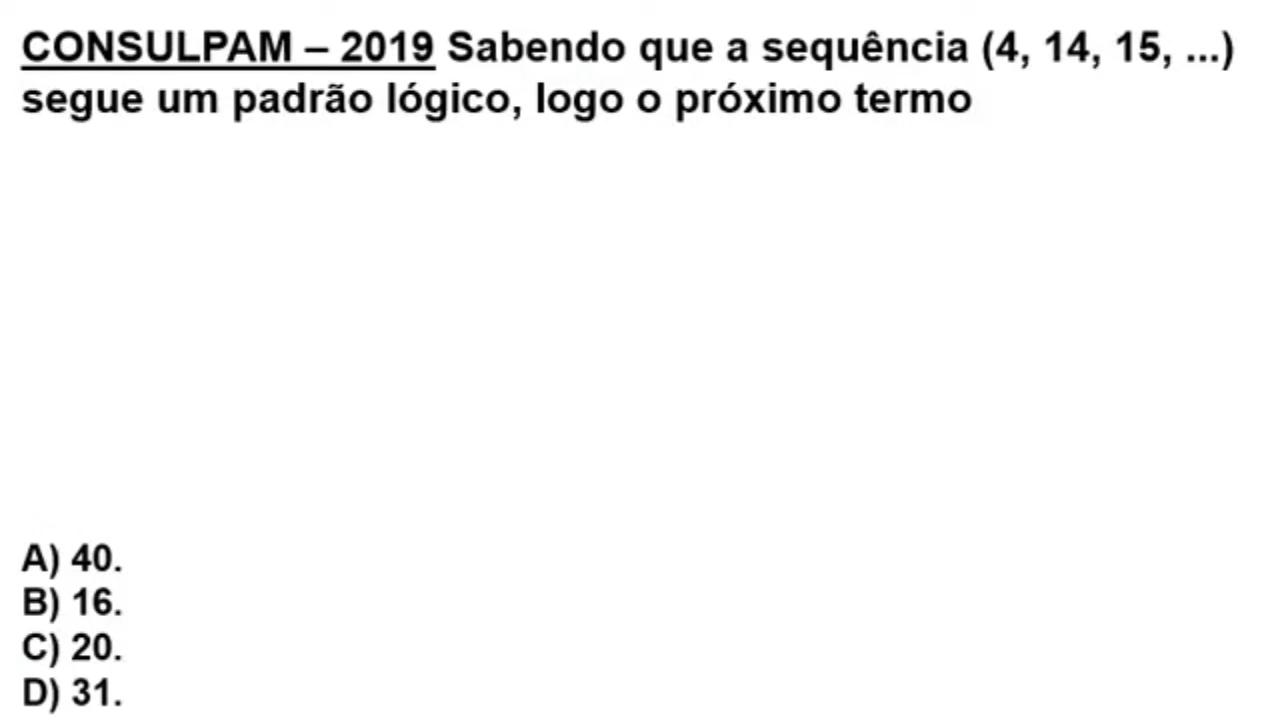 CONSULPAM – 2019 Sabendo que a sequência (4, 14, 15, ...)
segue um padrão lógico, logo o próximo termo
A) 40.
B) 16.
C) 20.
D) 31.